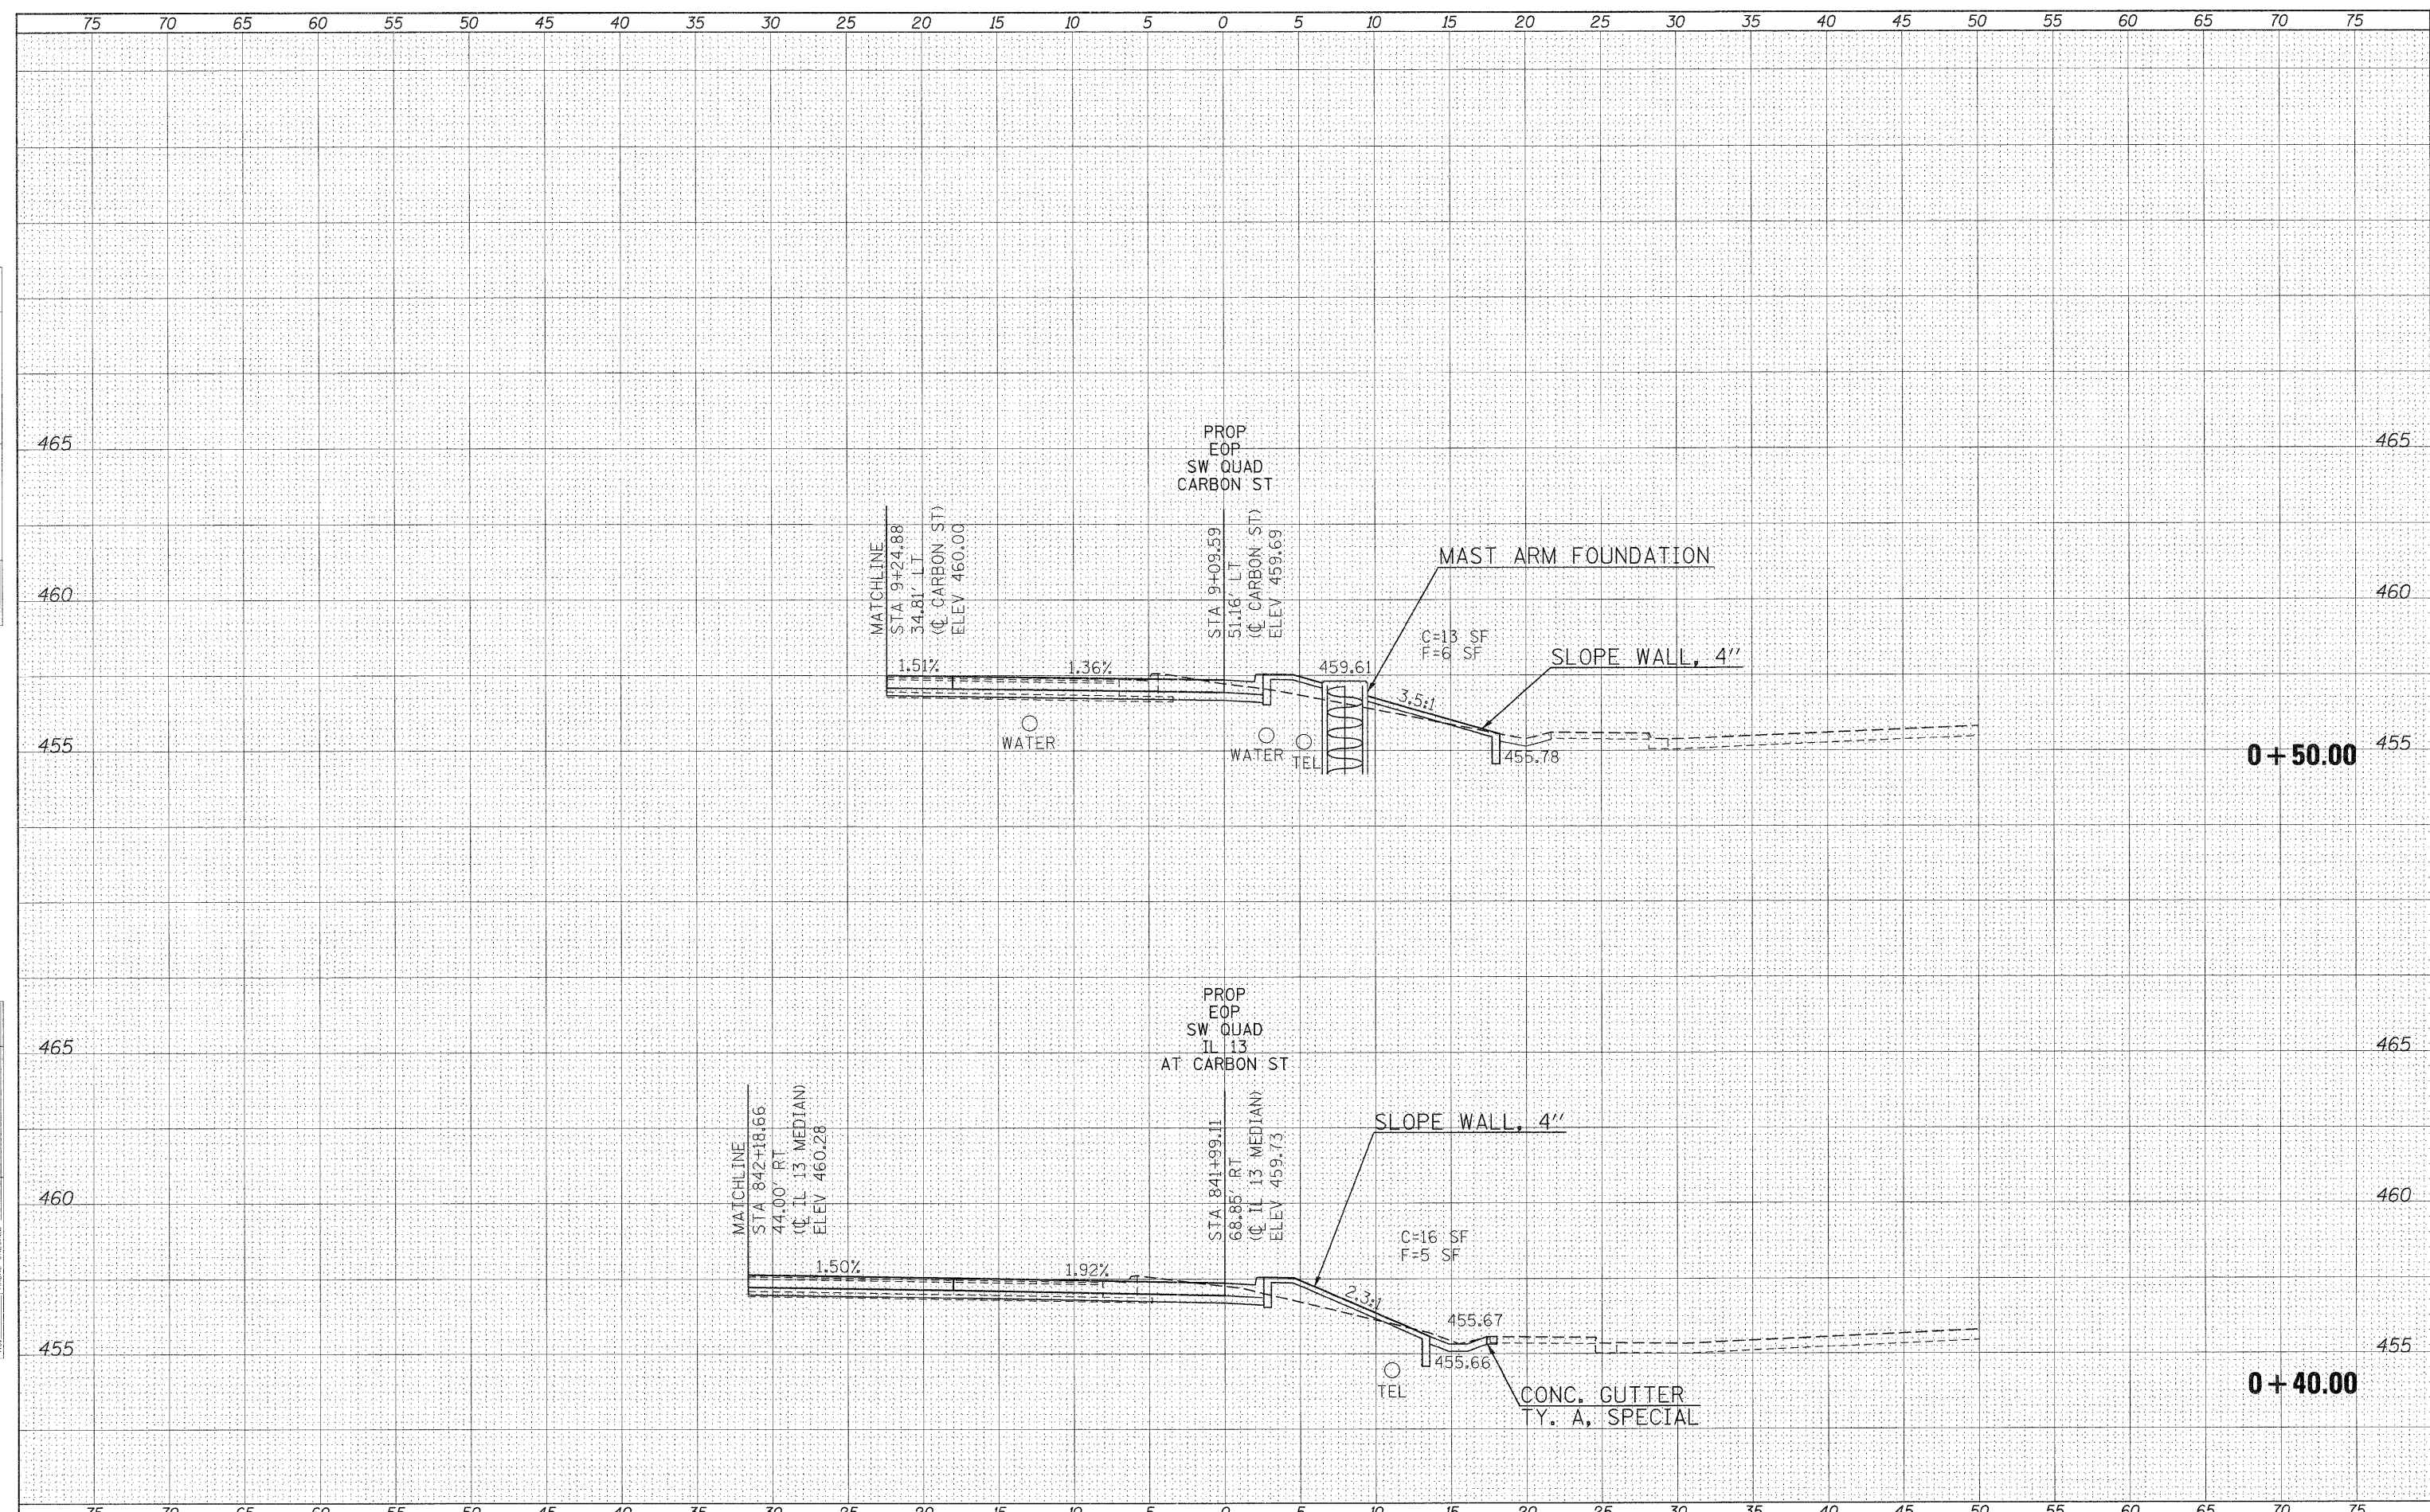 75 70 65 60 55 50 45 40 35 30 25 20 15 10 5 0 5 10 15 20 25 30 35 40 45 50 55 60 65 70 75
PROP
EOP
SW QUAD
CARBON ST
465 465
MATCHLINE
STA 9+24.88
34.81' LT
(℄ CARBON ST)
ELEV 460.00
STA 9+09.59
51.16' LT
(℄ CARBON ST)
ELEV 459.69
MAST ARM FOUNDATION
460 460
C=13 SF
F=6 SF
SLOPE WALL, 4"
1.51% 1.36% 459.61
3.5:1
WATER
WATER TEL
455 455.78 455
0+50.00
PROP
EOP
SW QUAD
IL 13
AT CARBON ST
465 465
MATCHLINE
STA 842+18.66
44.00' RT
(℄ IL 13 MEDIAN)
ELEV 460.28
STA 841+99.11
68.85' RT
(℄ IL 13 MEDIAN)
ELEV 459.73
SLOPE WALL, 4"
460 460
C=16 SF
F=5 SF
1.50% 1.92%
2.3:1
455.67
455 455.66 455
TEL
0+40.00
CONC. GUTTER
TY. A, SPECIAL
75 70 65 60 55 50 45 40 35 30 25 20 15 10 5 0 5 10 15 20 25 30 35 40 45 50 55 60 65 70 75